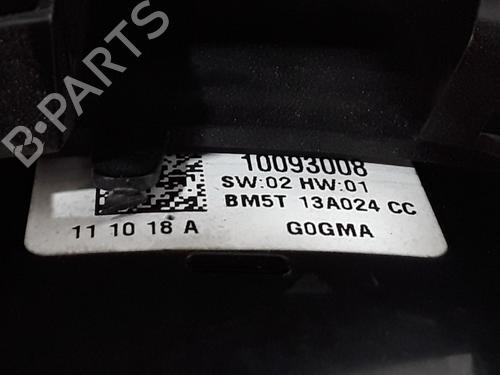 B-PARTS
10093008
SW:02 HW:01
BM5T 13A024 CC
11 10 18 A
G0GMA